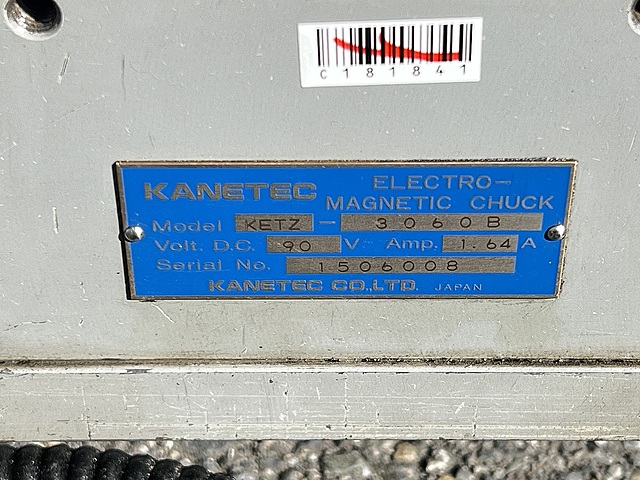 C181841
KANETEC
ELECTRO-
MAGNETIC CHUCK
Model KETZ - 3060B
Volt. D.C. 90 V Amp. 1.64 A
Serial No. 1506008
KANETEC CO.,LTD. JAPAN